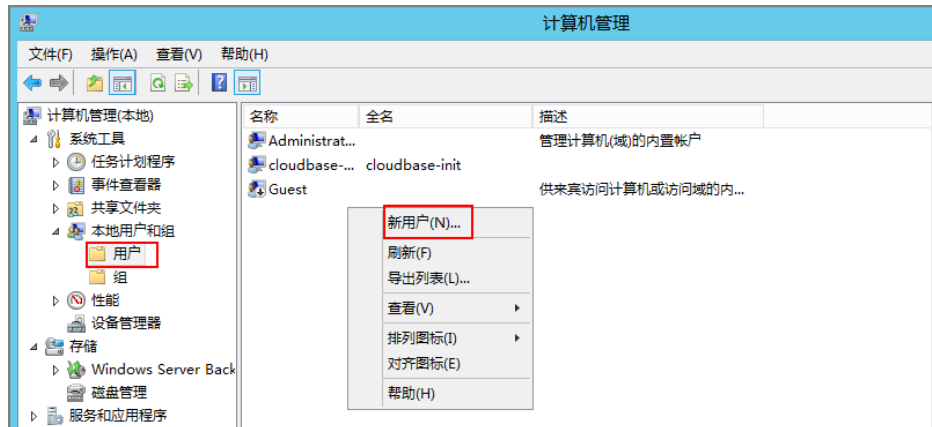 计算机管理
文件(F) 操作(A) 查看(V) 帮助(H)
计算机管理(本地)
系统工具
任务计划程序
事件查看器
共享文件夹
本地用户和组
用户
组
性能
设备管理器
存储
Windows Server Back
磁盘管理
服务和应用程序
名称 全名 描述
Administrat... 管理计算机(域)的内置帐户
cloudbase-... cloudbase-init
Guest 供来宾访问计算机或访问域的内...
新用户(N)...
刷新(F)
导出列表(L)...
查看(V)
排列图标(I)
对齐图标(E)
帮助(H)